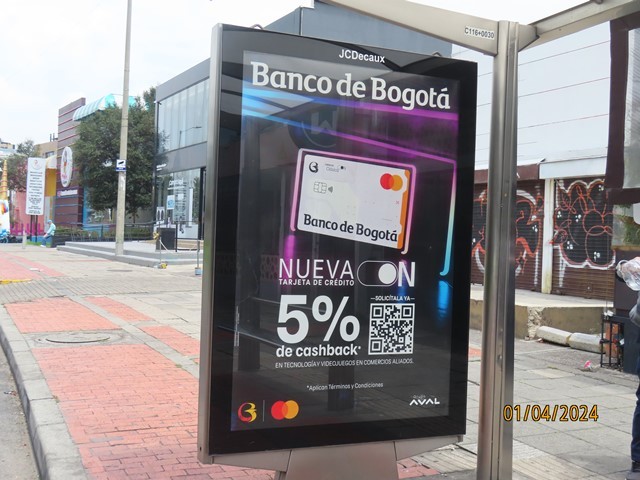 C116+0030
JCDecaux
Banco de Bogotá
Banco de Bogotá
NUEVA ON
TARJETA DE CRÉDITO
SOLICÍTALA YA
5%
de cashback*
EN TECNOLOGÍA Y VIDEOJUEGOS EN COMERCIOS ALIADOS.
*Aplican Términos y Condiciones
AVAL
01/04/2024